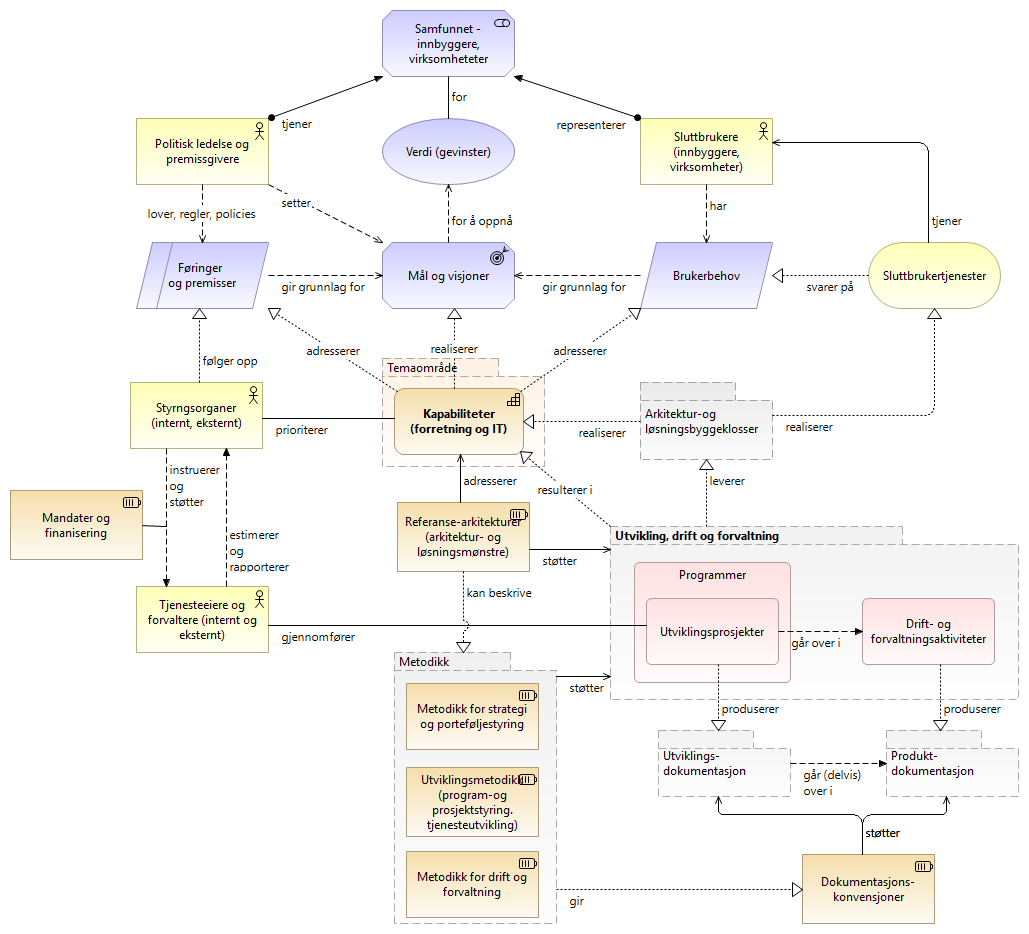 Samfunnet -
innbyggere,
virksomheteter
for
tjener
representerer
Politisk ledelse og
premissgivere
Verdi (gevinster)
Sluttbrukere
(innbyggere,
virksomheter)
lover, regler, policies
setter
for å oppnå
har
tjener
Føringer
og premisser
gir grunnlag for
Mål og visjoner
gir grunnlag for
Brukerbehov
svarer på
Sluttbrukertjenester
følger opp
adresserer
realiserer
adresserer
Temaområde
Styrngsorganer
(internt, eksternt)
prioriterer
Kapabiliteter
(forretning og IT)
realiserer
Arkitektur-og
løsningsbyggeklosser
realiserer
instruerer
og
støtter
adresserer
resulterer i
leverer
Mandater og
finanisering
Referanse-arkitekturer
(arkitektur- og
løsningsmønstre)
støtter
Utvikling, drift og forvaltning
estimerer
og
rapporterer
Programmer
kan beskrive
Tjenesteeiere og
forvaltere (internt og
eksternt)
gjennomfører
Utviklingsprosjekter
går over i
Drift- og
forvaltningsaktiviteter
Metodikk
støtter
produserer
produserer
Metodikk for strategi
og porteføljestyring
Utviklings-
dokumentasjon
går (delvis)
over i
Produkt-
dokumentasjon
Utviklingsmetodikk
(program-og
prosjektstyring.
tjenesteutvikling)
støtter
Metodikk for drift og
forvaltning
gir
Dokumentasjons-
konvensjoner